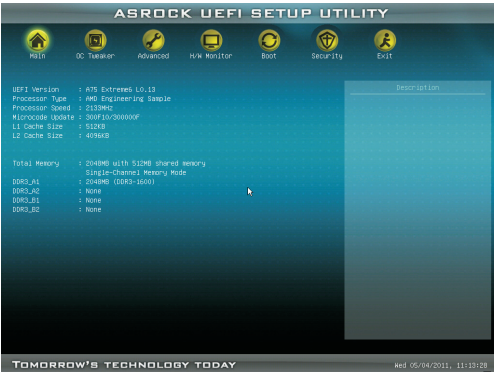 ASROCK UEFI SETUP UTILITY
Main OC Tweaker Advanced H/W Monitor Boot Security Exit
Description
UEFI Version : A75 Extreme6 L0.13
Processor Type : AMD Engineering Sample
Processor Speed : 2133MHz
Microcode Update : 300F10/300000F
L1 Cache Size : 512KB
L2 Cache Size : 4096KB
Total Memory : 2048MB with 512MB shared memory
Single-Channel Memory Mode
DDR3_A1 : 2048MB (DDR3-1600)
DDR3_A2 : None
DDR3_B1 : None
DDR3_B2 : None
TOMORROW'S TECHNOLOGY TODAY
Wed 05/04/2011, 11:13:28